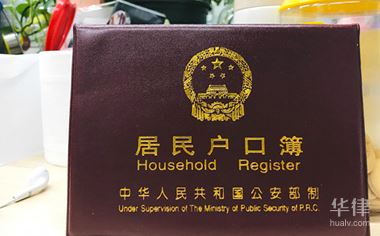 居民户口簿
Household Register
中华人民共和国公安部制
Under Supervision of The Ministry of Public Security of P.R.C.
华律
hualv.com